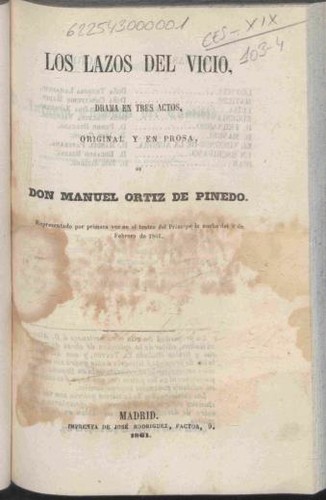 622543000001
CES-XIX
103-4
LOS LAZOS DEL VICIO,
DRAMA EN TRES ACTOS,
ORIGINAL Y EN PROSA,
DE
DON MANUEL ORTIZ DE PINEDO.
Representado por primera vez en el teatro del Príncipe la noche del de
Febrero de 1861.
MADRID.
IMPRENTA DE JOSÉ RODRIGUEZ, FACTOR, 9.
1861.